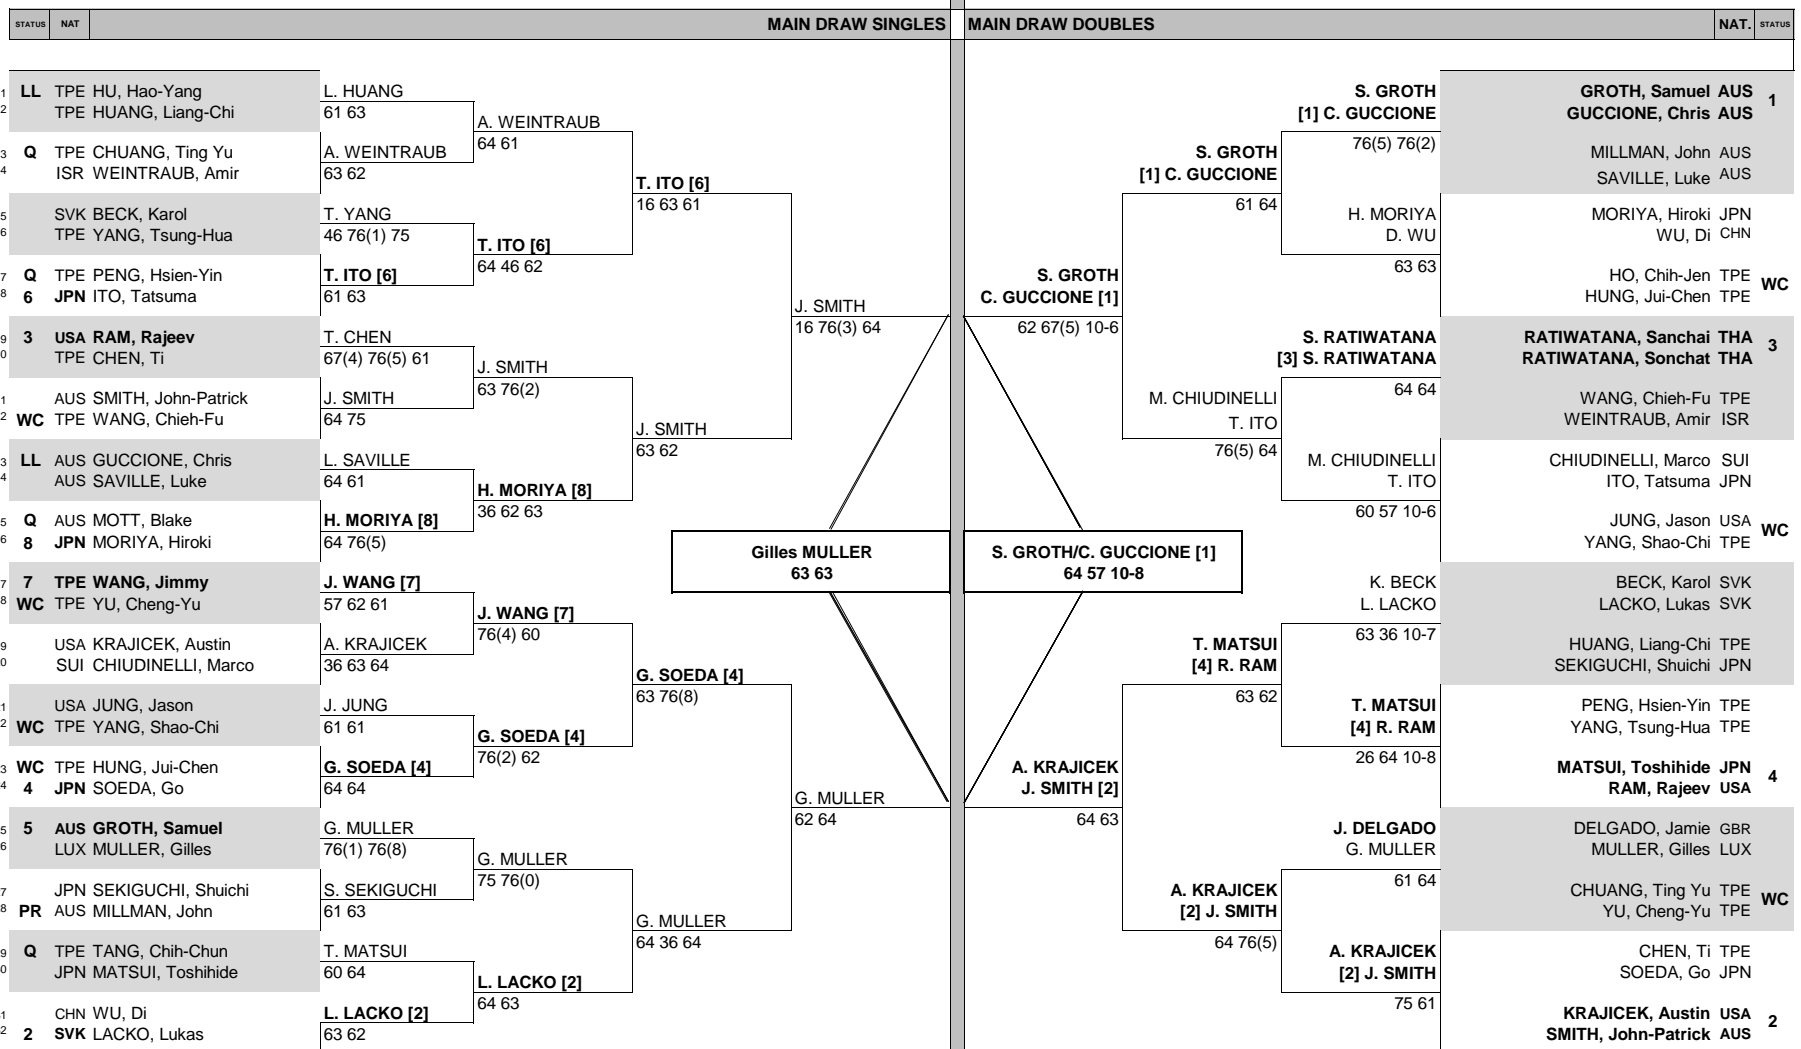 STATUS NAT MAIN DRAW SINGLES MAIN DRAW DOUBLES NAT. STATUS
1 LL TPE HU, Hao-Yang
2 TPE HUANG, Liang-Chi
3 Q TPE CHUANG, Ting Yu
4 ISR WEINTRAUB, Amir
5 SVK BECK, Karol
6 TPE YANG, Tsung-Hua
7 Q TPE PENG, Hsien-Yin
8 6 JPN ITO, Tatsuma
9 3 USA RAM, Rajeev
0 TPE CHEN, Ti
1 AUS SMITH, John-Patrick
2 WC TPE WANG, Chieh-Fu
3 LL AUS GUCCIONE, Chris
4 AUS SAVILLE, Luke
5 Q AUS MOTT, Blake
6 8 JPN MORIYA, Hiroki
7 7 TPE WANG, Jimmy
8 WC TPE YU, Cheng-Yu
9 USA KRAJICEK, Austin
0 SUI CHIUDINELLI, Marco
1 USA JUNG, Jason
2 WC TPE YANG, Shao-Chi
3 WC TPE HUNG, Jui-Chen
4 4 JPN SOEDA, Go
5 5 AUS GROTH, Samuel
6 LUX MULLER, Gilles
7 JPN SEKIGUCHI, Shuichi
8 PR AUS MILLMAN, John
9 Q TPE TANG, Chih-Chun
0 JPN MATSUI, Toshihide
1 CHN WU, Di
2 2 SVK LACKO, Lukas
L. HUANG
61 63
A. WEINTRAUB
63 62
T. YANG
46 76(1) 75
T. ITO [6]
61 63
T. CHEN
67(4) 76(5) 61
J. SMITH
64 75
L. SAVILLE
64 61
H. MORIYA [8]
64 76(5)
J. WANG [7]
57 62 61
A. KRAJICEK
36 63 64
J. JUNG
61 61
G. SOEDA [4]
64 64
G. MULLER
76(1) 76(8)
S. SEKIGUCHI
61 63
T. MATSUI
60 64
L. LACKO [2]
63 62
A. WEINTRAUB
64 61
T. ITO [6]
64 46 62
J. SMITH
63 76(2)
H. MORIYA [8]
36 62 63
J. WANG [7]
76(4) 60
G. SOEDA [4]
76(2) 62
G. MULLER
75 76(0)
L. LACKO [2]
64 63
T. ITO [6]
16 63 61
J. SMITH
63 62
G. SOEDA [4]
63 76(8)
G. MULLER
64 36 64
J. SMITH
16 76(3) 64
G. MULLER
62 64
Gilles MULLER
63 63
S. GROTH/C. GUCCIONE [1]
64 57 10-8
S. GROTH
C. GUCCIONE [1]
62 67(5) 10-6
A. KRAJICEK
J. SMITH [2]
64 63
S. GROTH
[1] C. GUCCIONE
61 64
M. CHIUDINELLI
T. ITO
76(5) 64
T. MATSUI
[4] R. RAM
63 62
A. KRAJICEK
[2] J. SMITH
64 76(5)
S. GROTH
[1] C. GUCCIONE
76(5) 76(2)
H. MORIYA
D. WU
63 63
S. RATIWATANA
[3] S. RATIWATANA
64 64
M. CHIUDINELLI
T. ITO
60 57 10-6
K. BECK
L. LACKO
63 36 10-7
T. MATSUI
[4] R. RAM
26 64 10-8
J. DELGADO
G. MULLER
61 64
A. KRAJICEK
[2] J. SMITH
75 61
GROTH, Samuel AUS 1
GUCCIONE, Chris AUS
MILLMAN, John AUS
SAVILLE, Luke AUS
MORIYA, Hiroki JPN
WU, Di CHN
HO, Chih-Jen TPE WC
HUNG, Jui-Chen TPE
RATIWATANA, Sanchai THA 3
RATIWATANA, Sonchat THA
WANG, Chieh-Fu TPE
WEINTRAUB, Amir ISR
CHIUDINELLI, Marco SUI
ITO, Tatsuma JPN
JUNG, Jason USA WC
YANG, Shao-Chi TPE
BECK, Karol SVK
LACKO, Lukas SVK
HUANG, Liang-Chi TPE
SEKIGUCHI, Shuichi JPN
PENG, Hsien-Yin TPE
YANG, Tsung-Hua TPE
MATSUI, Toshihide JPN 4
RAM, Rajeev USA
DELGADO, Jamie GBR
MULLER, Gilles LUX
CHUANG, Ting Yu TPE WC
YU, Cheng-Yu TPE
CHEN, Ti TPE
SOEDA, Go JPN
KRAJICEK, Austin USA 2
SMITH, John-Patrick AUS